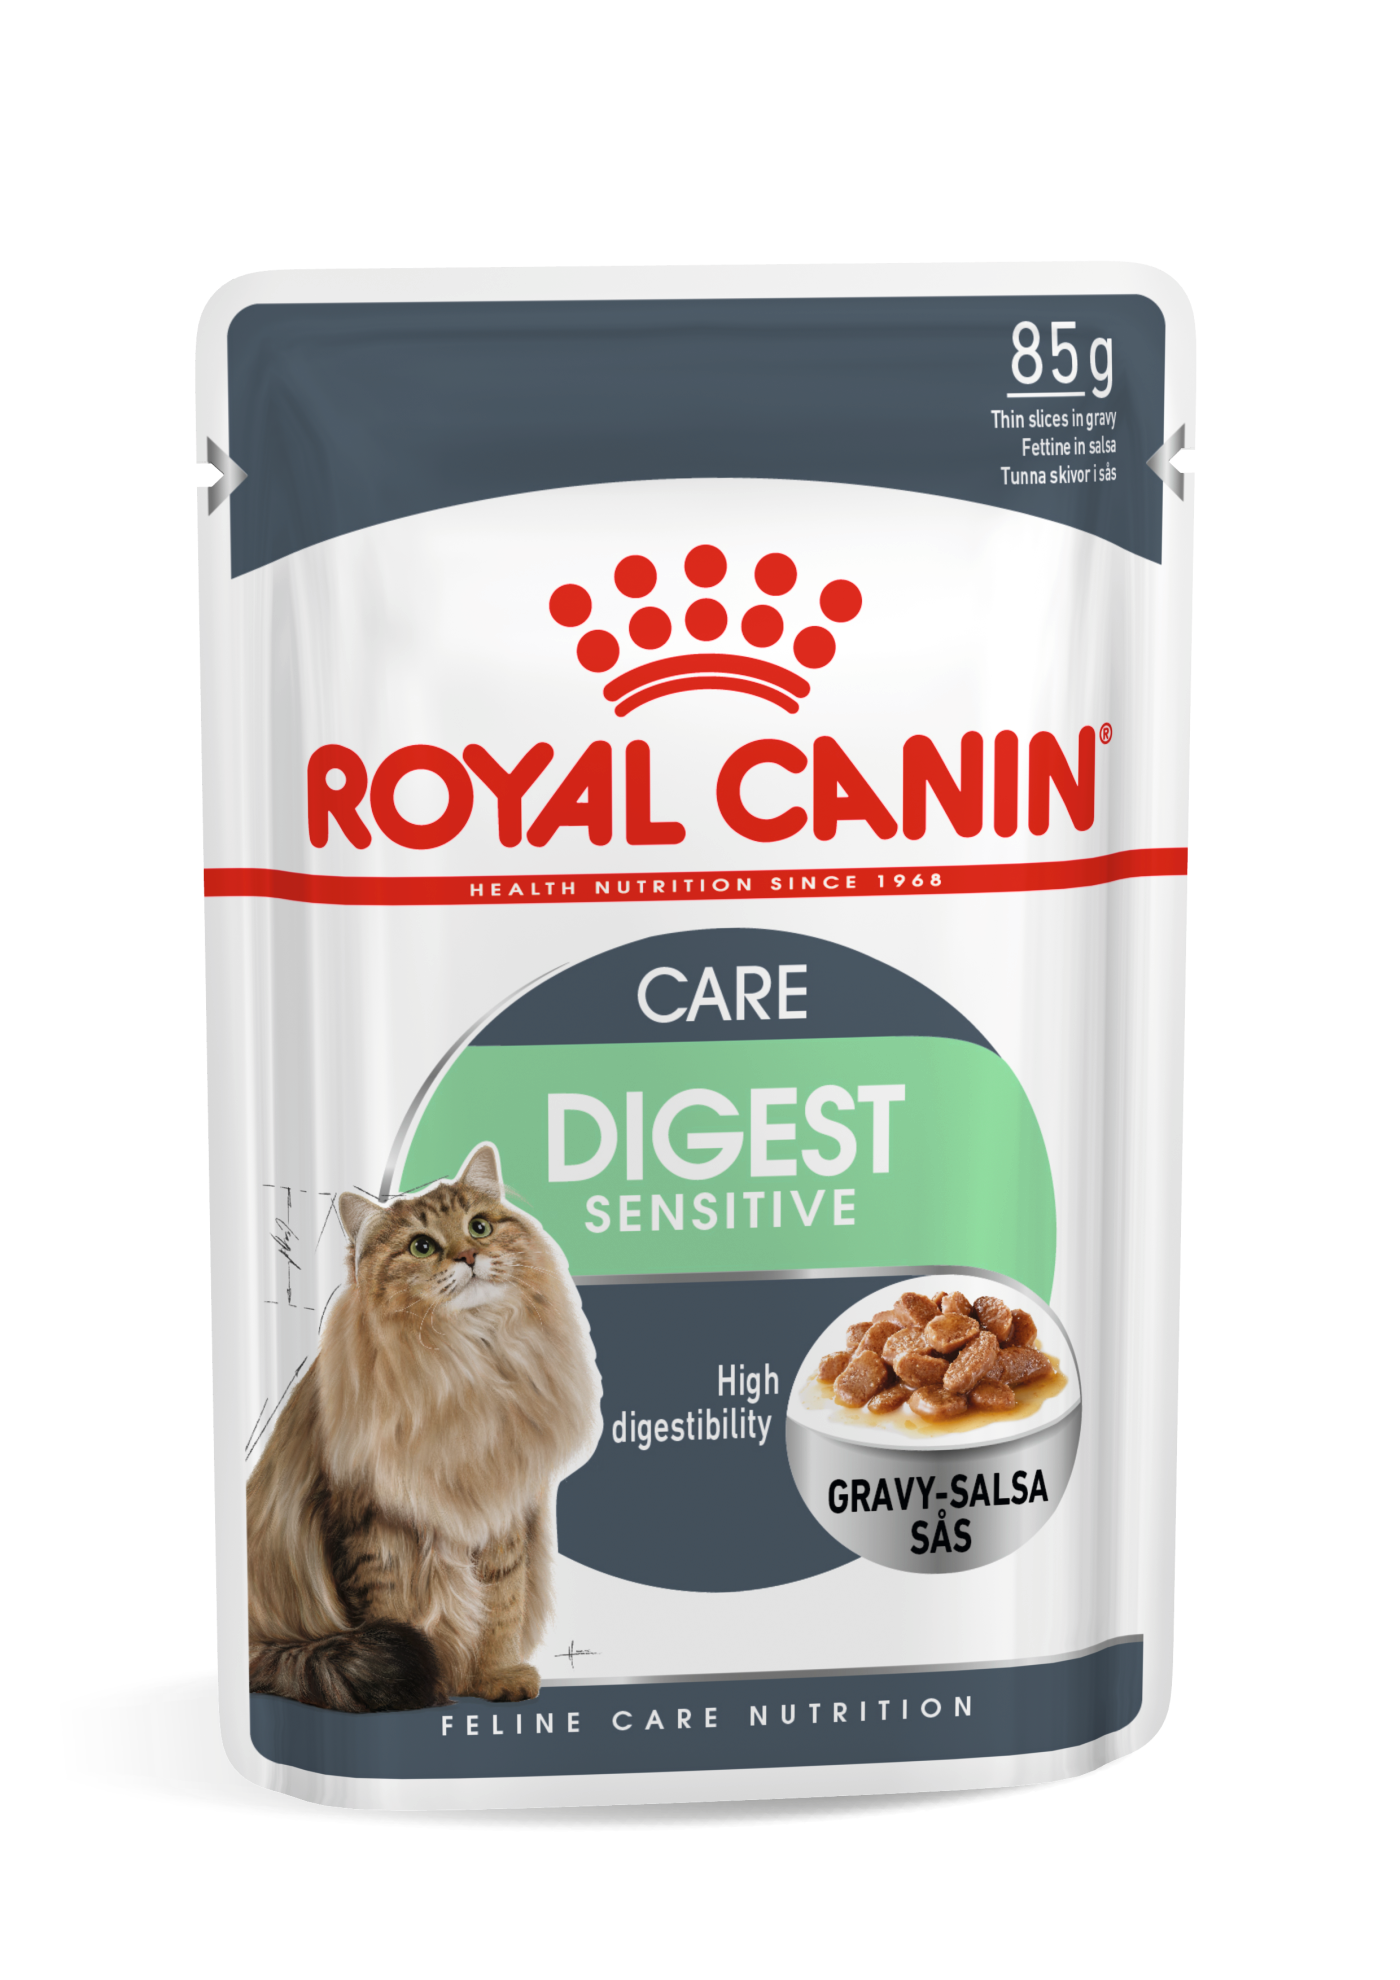 85g
Thin slices in gravy
Fettine in salsa
Tunna skivor i sås
ROYAL CANIN®
HEALTH NUTRITION SINCE 1968
CARE
DIGEST
SENSITIVE
High
digestibility
GRAVY-SALSA
SÅS
FELINE CARE NUTRITION